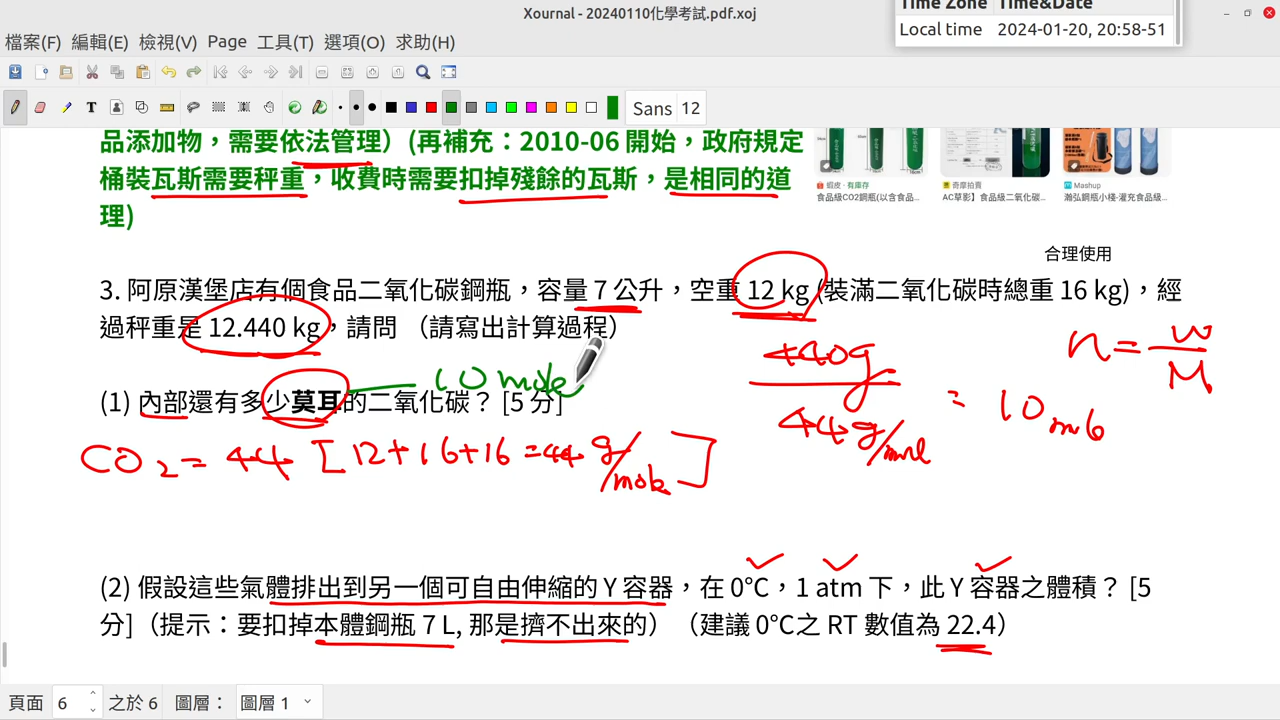 Xournal - 20240110化學考試.pdf.xoj
Time Zone Time&Date
Local time 2024-01-20, 20:58-51
檔案(F) 編輯(E) 檢視(V) Page 工具(T) 選項(O) 求助(H)
Sans 12
品添加物，需要依法管理）(再補充：2010-06 開始，政府規定
桶裝瓦斯需要秤重，收費時需要扣掉殘餘的瓦斯，是相同的道
理)
蝦皮 · 有庫存
食品級CO2鋼瓶(以含食品...
奇摩拍賣
AC草影】食品級二氧化碳...
Mashup
瀚弘鋼瓶小棧-灌充食品級...
合理使用
3. 阿原漢堡店有個食品二氧化碳鋼瓶，容量 7 公升，空重 12 kg (裝滿二氧化碳時總重 16 kg)，經
過秤重是 12.440 kg，請問 （請寫出計算過程）
n = w/M
440g
44 g/mole = 10 mole
10 mole
(1) 內部還有多少莫耳的二氧化碳？ [5 分]
CO2 = 44 [12+16+16=44 g/mole]
(2) 假設這些氣體排出到另一個可自由伸縮的 Y 容器，在 0°C，1 atm 下，此 Y 容器之體積？ [5
分]（提示：要扣掉本體鋼瓶 7 L, 那是擠不出來的）（建議 0°C之 RT 數值為 22.4）
頁面 6 之於 6 圖層： 圖層 1